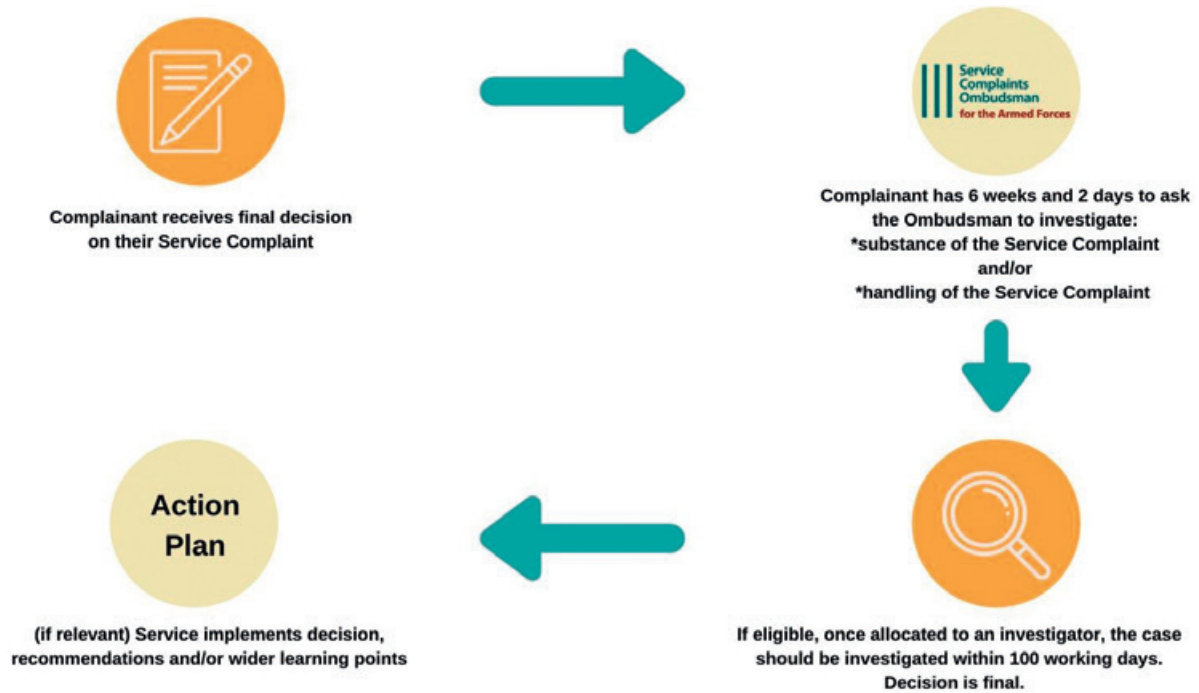 Complainant receives final decision
on their Service Complaint
Service
Complaints
Ombudsman
for the Armed Forces
Complainant has 6 weeks and 2 days to ask
the Ombudsman to investigate:
*substance of the Service Complaint
and/or
*handling of the Service Complaint
If eligible, once allocated to an investigator, the case
should be investigated within 100 working days.
Decision is final.
Action
Plan
(if relevant) Service implements decision,
recommendations and/or wider learning points